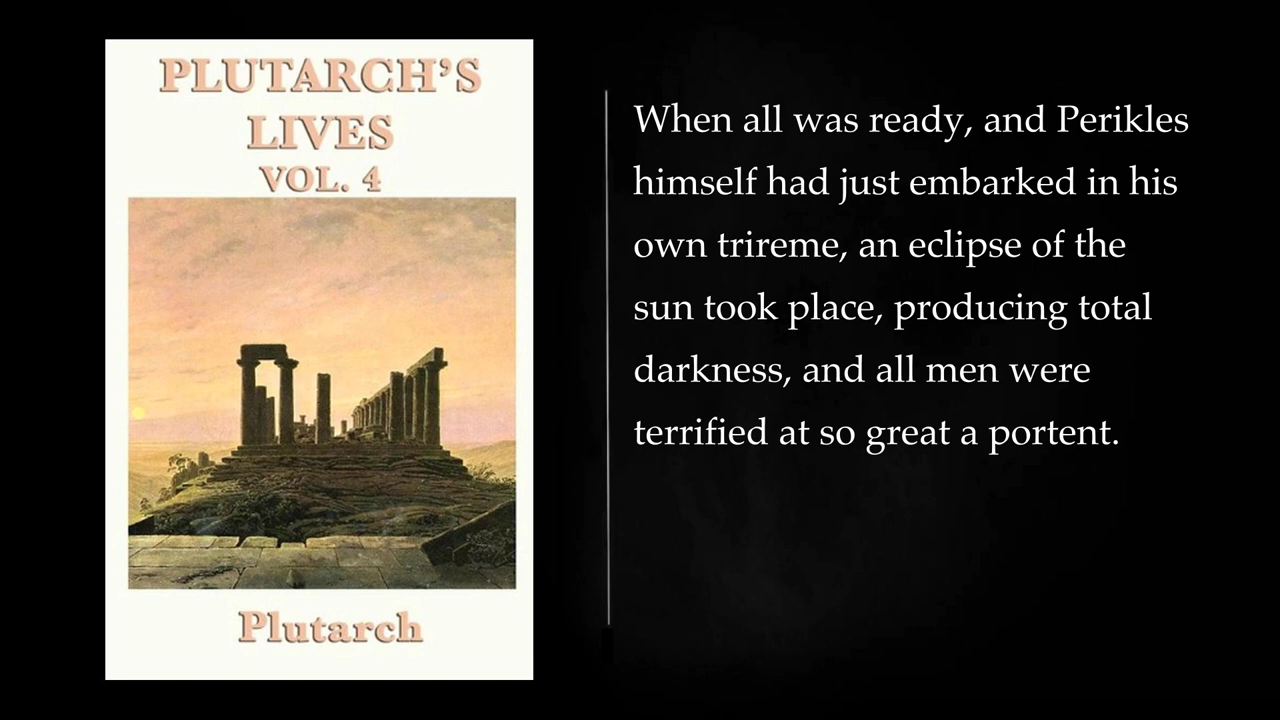 PLUTARCH'S
LIVES
VOL. 4
Plutarch
When all was ready, and Perikles
himself had just embarked in his
own trireme, an eclipse of the
sun took place, producing total
darkness, and all men were
terrified at so great a portent.